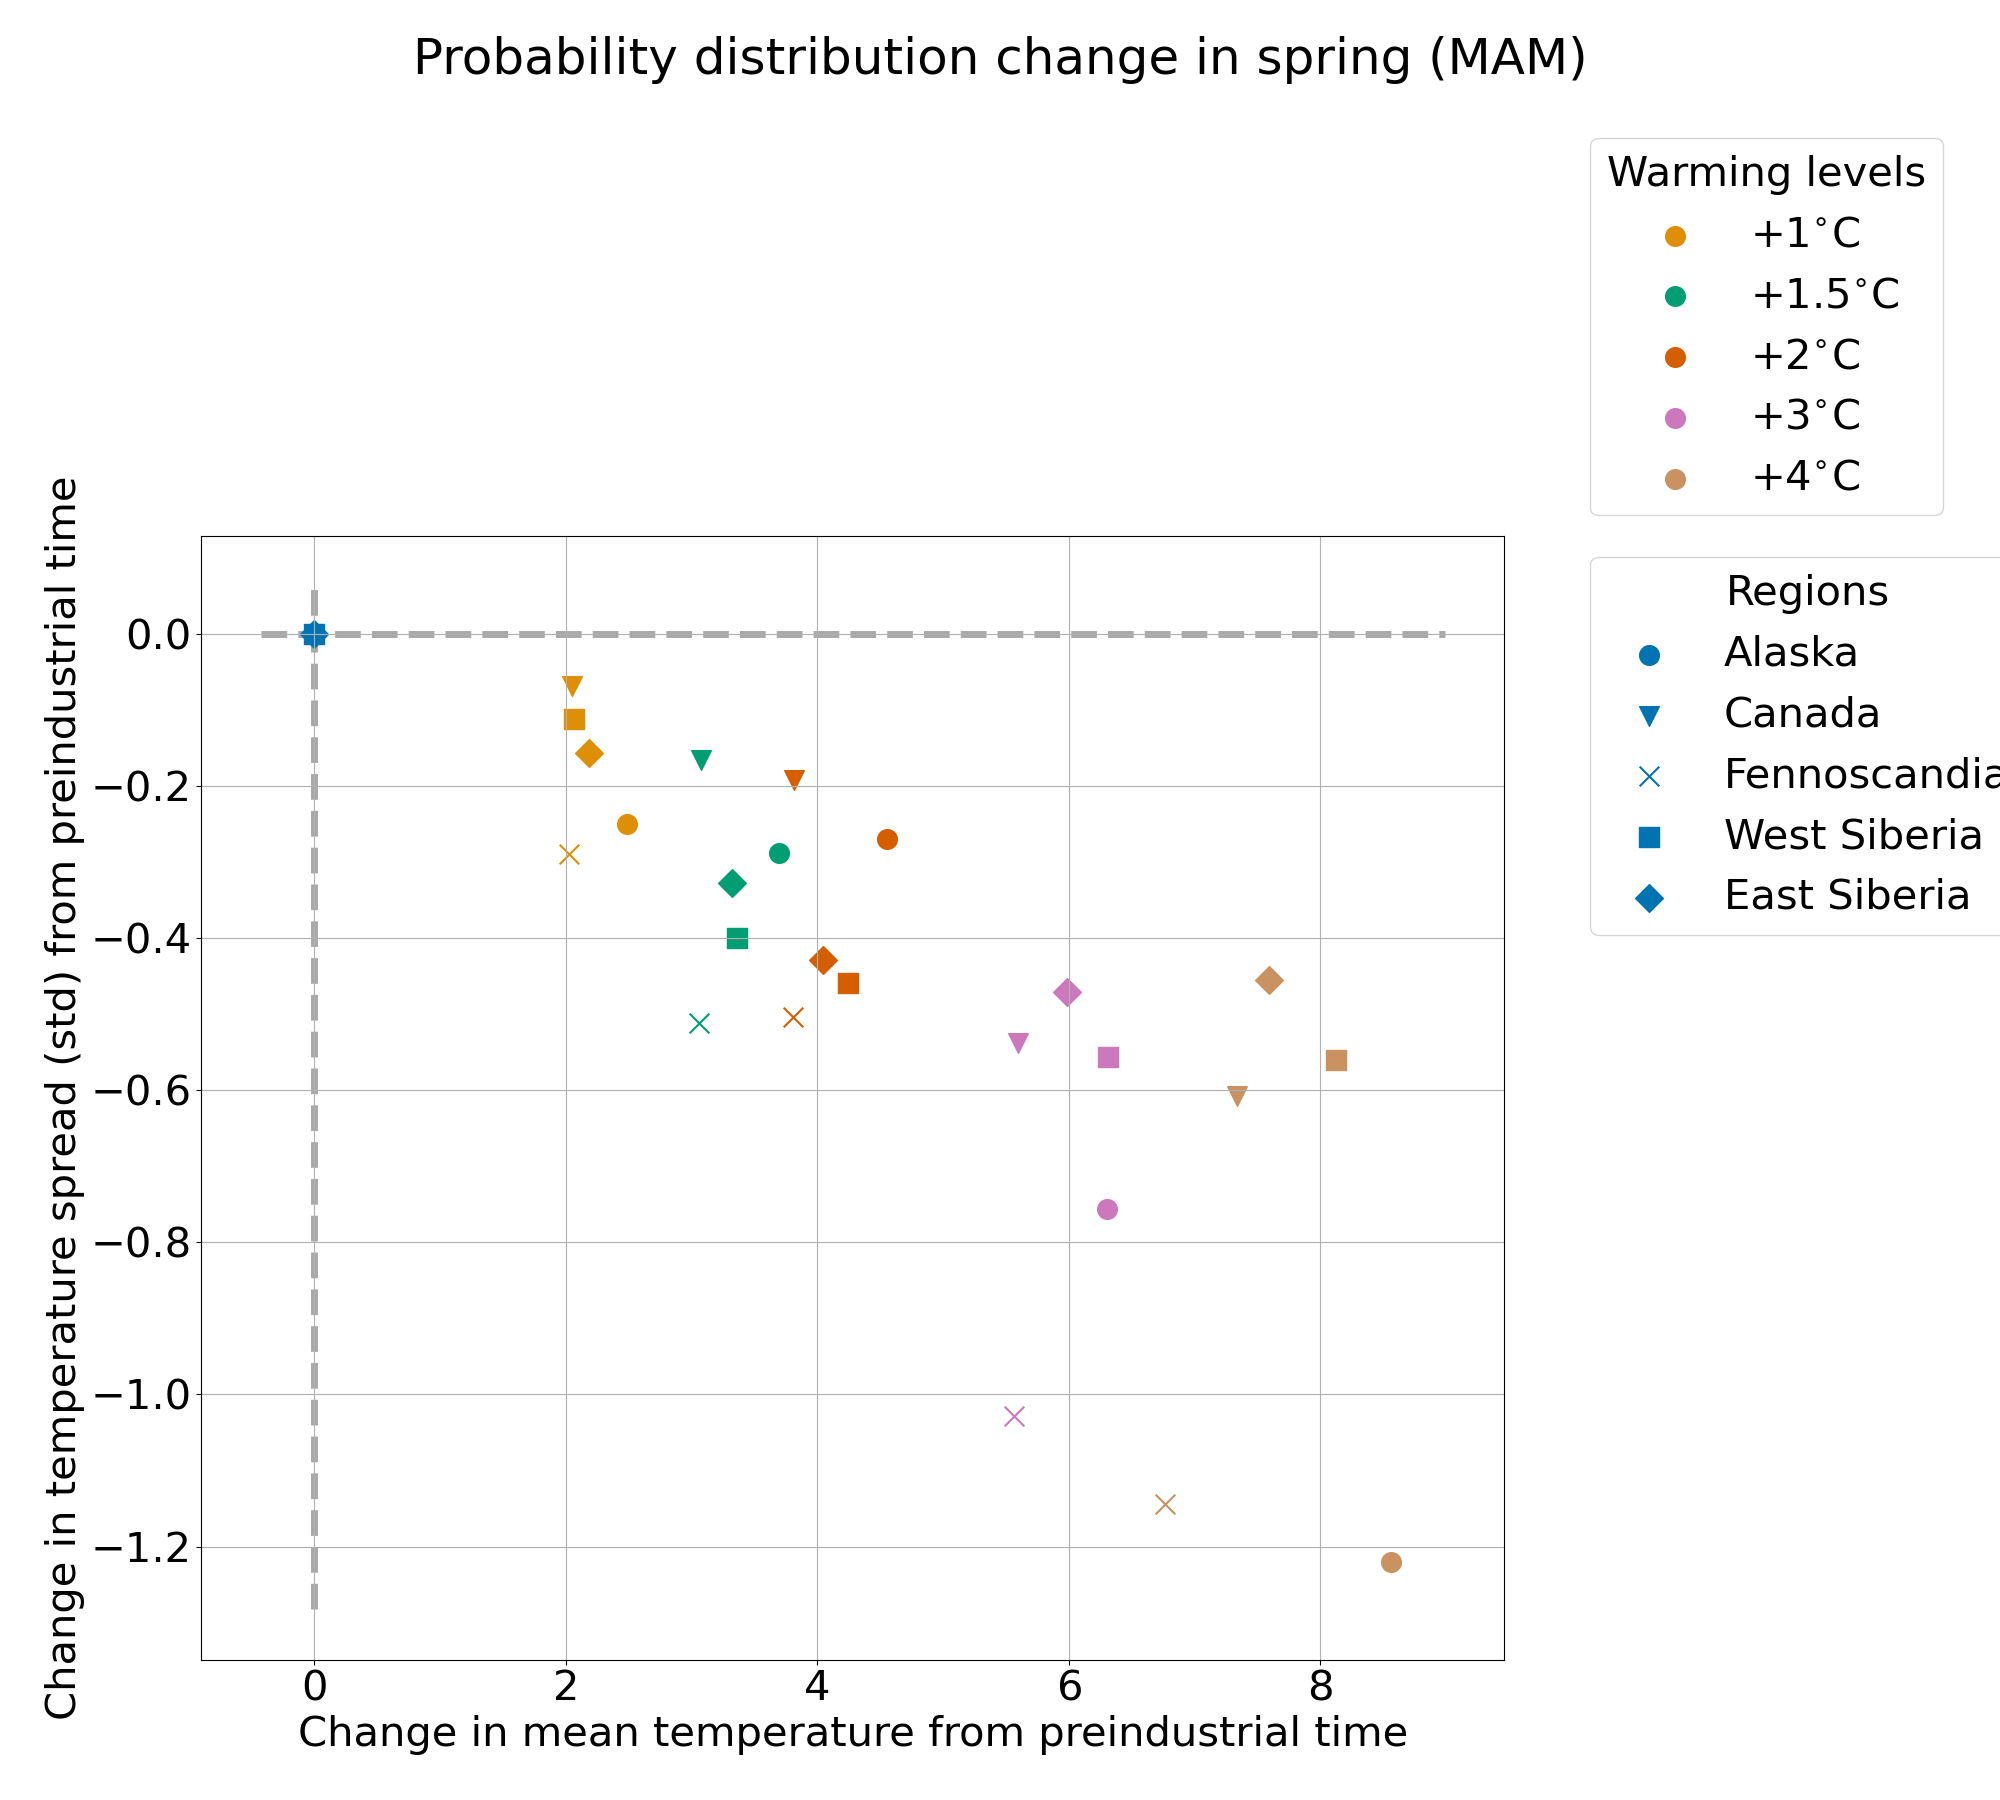 Probability distribution change in spring (MAM)
Warming levels
+1°C
+1.5°C
+2°C
+3°C
+4°C
Regions
Alaska
Canada
Fennoscandia
West Siberia
East Siberia
Change in temperature spread (std) from preindustrial time
0.0
−0.2
−0.4
−0.6
−0.8
−1.0
−1.2
0 2 4 6 8
Change in mean temperature from preindustrial time